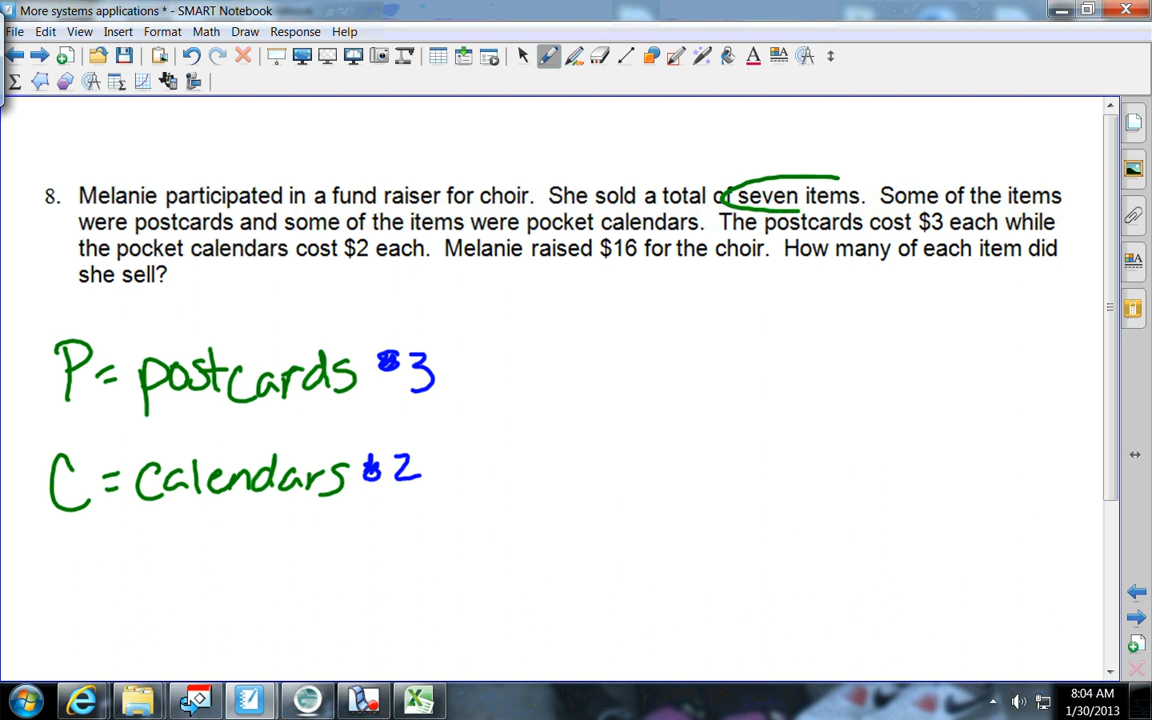 More systems applications * - SMART Notebook
File Edit View Insert Format Math Draw Response Help
8. Melanie participated in a fund raiser for choir. She sold a total of seven items. Some of the items
were postcards and some of the items were pocket calendars. The postcards cost $3 each while
the pocket calendars cost $2 each. Melanie raised $16 for the choir. How many of each item did
she sell?
P = postcards $3
C = calendars $2
8:04 AM
1/30/2013